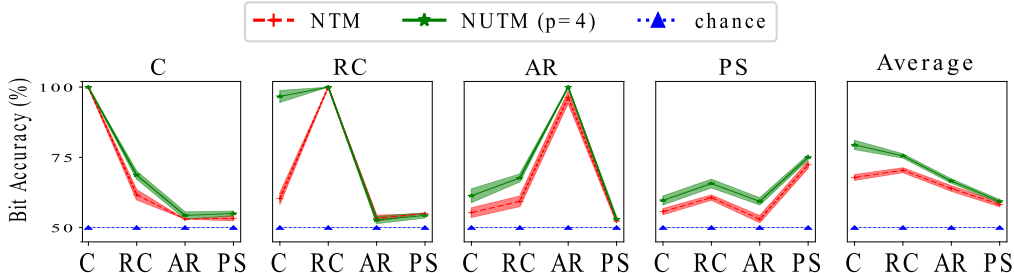 NTM NUTM (p=4) chance
C RC AR PS Average
Bit Accuracy (%)
100
75
50
C RC AR PS C RC AR PS C RC AR PS C RC AR PS C RC AR PS